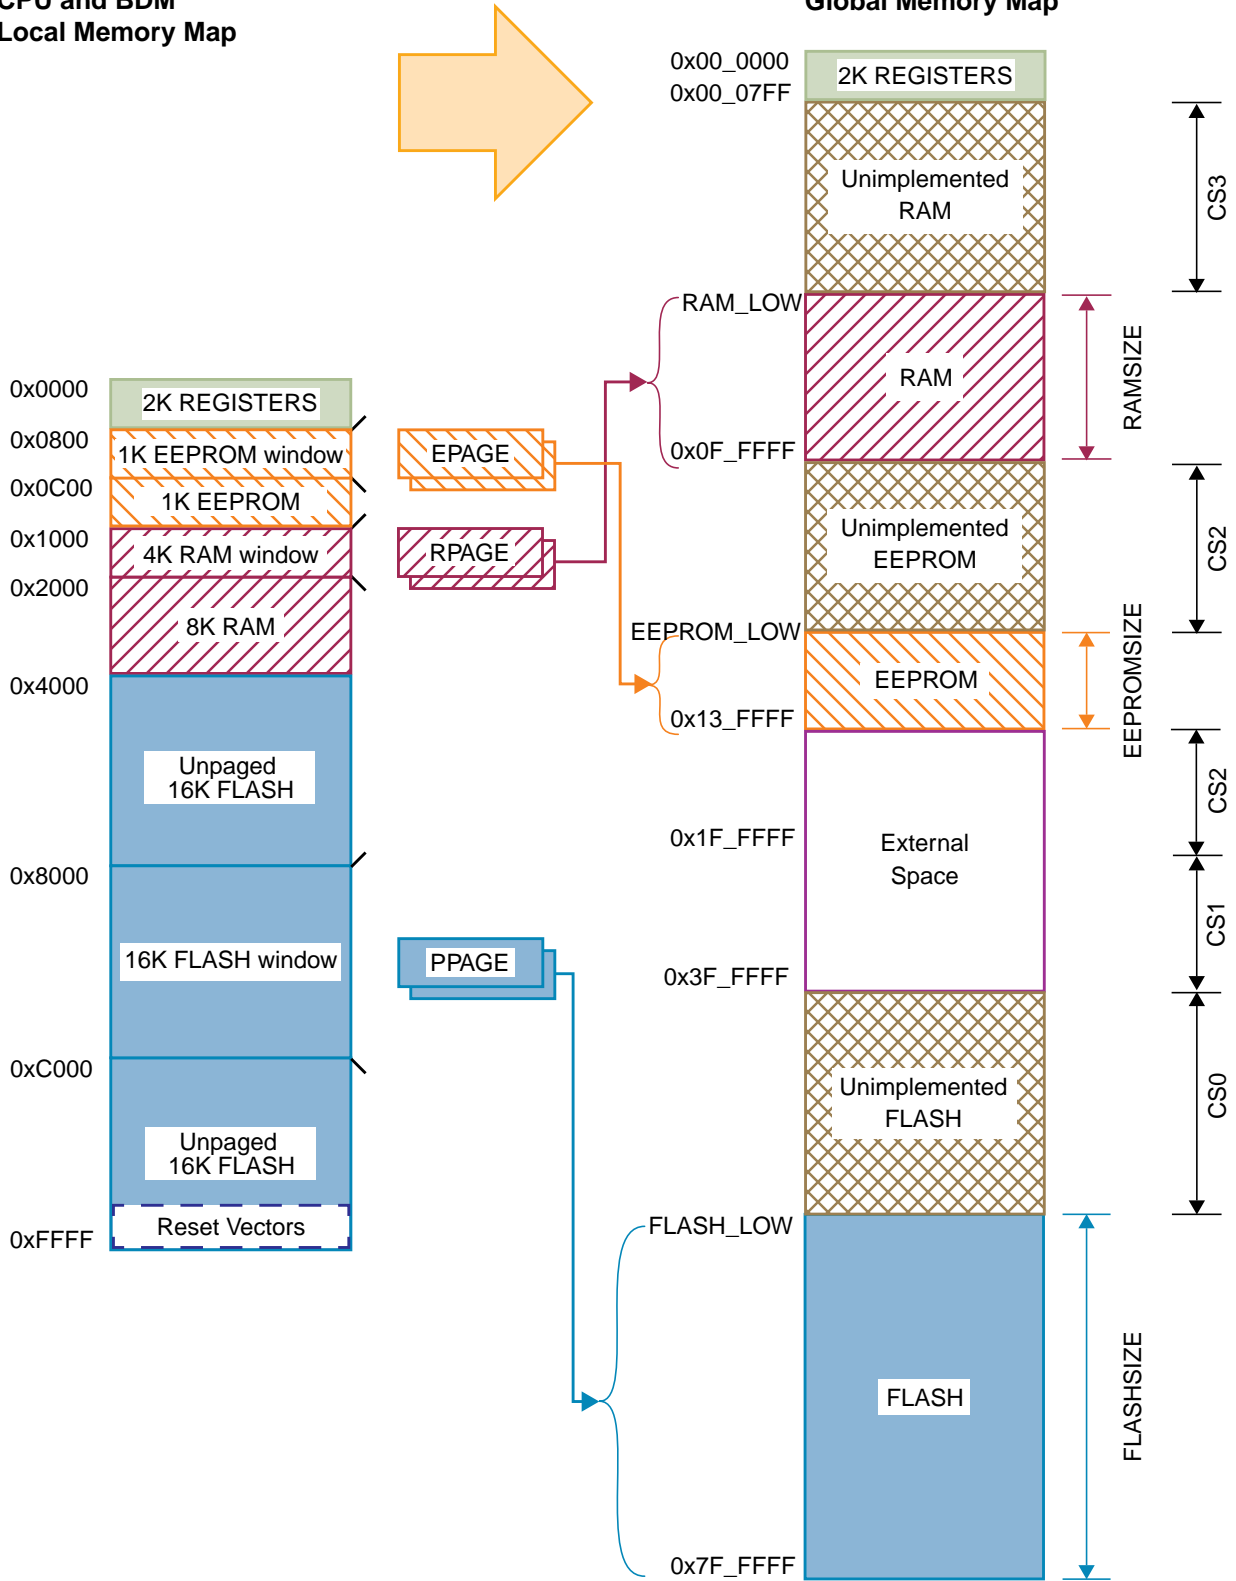 CPU and BDM
Local Memory Map
Global Memory Map
0x00_0000
0x00_07FF
2K REGISTERS
Unimplemented
RAM
CS3
RAM_LOW
RAM
RAMSIZE
0x0F_FFFF
Unimplemented
EEPROM
CS2
EEPROM_LOW
EEPROM
EEPROMSIZE
0x13_FFFF
CS2
0x1F_FFFF
External
Space
CS1
0x3F_FFFF
Unimplemented
FLASH
CS0
FLASH_LOW
FLASH
FLASHSIZE
0x7F_FFFF
0x0000
2K REGISTERS
0x0800
1K EEPROM window
EPAGE
0x0C00
1K EEPROM
0x1000
4K RAM window
RPAGE
0x2000
8K RAM
0x4000
Unpaged
16K FLASH
0x8000
16K FLASH window
PPAGE
0xC000
Unpaged
16K FLASH
Reset Vectors
0xFFFF